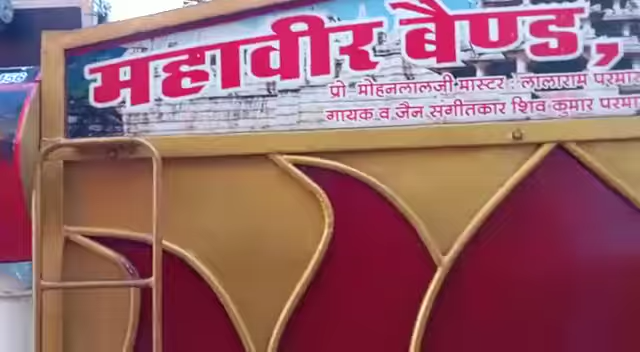 महावीर बैण्ड,
प्रो मोहनलालजी मास्टर : लालाराम परमा
गायक व जैन संगीतकार शिव कुमार परमा